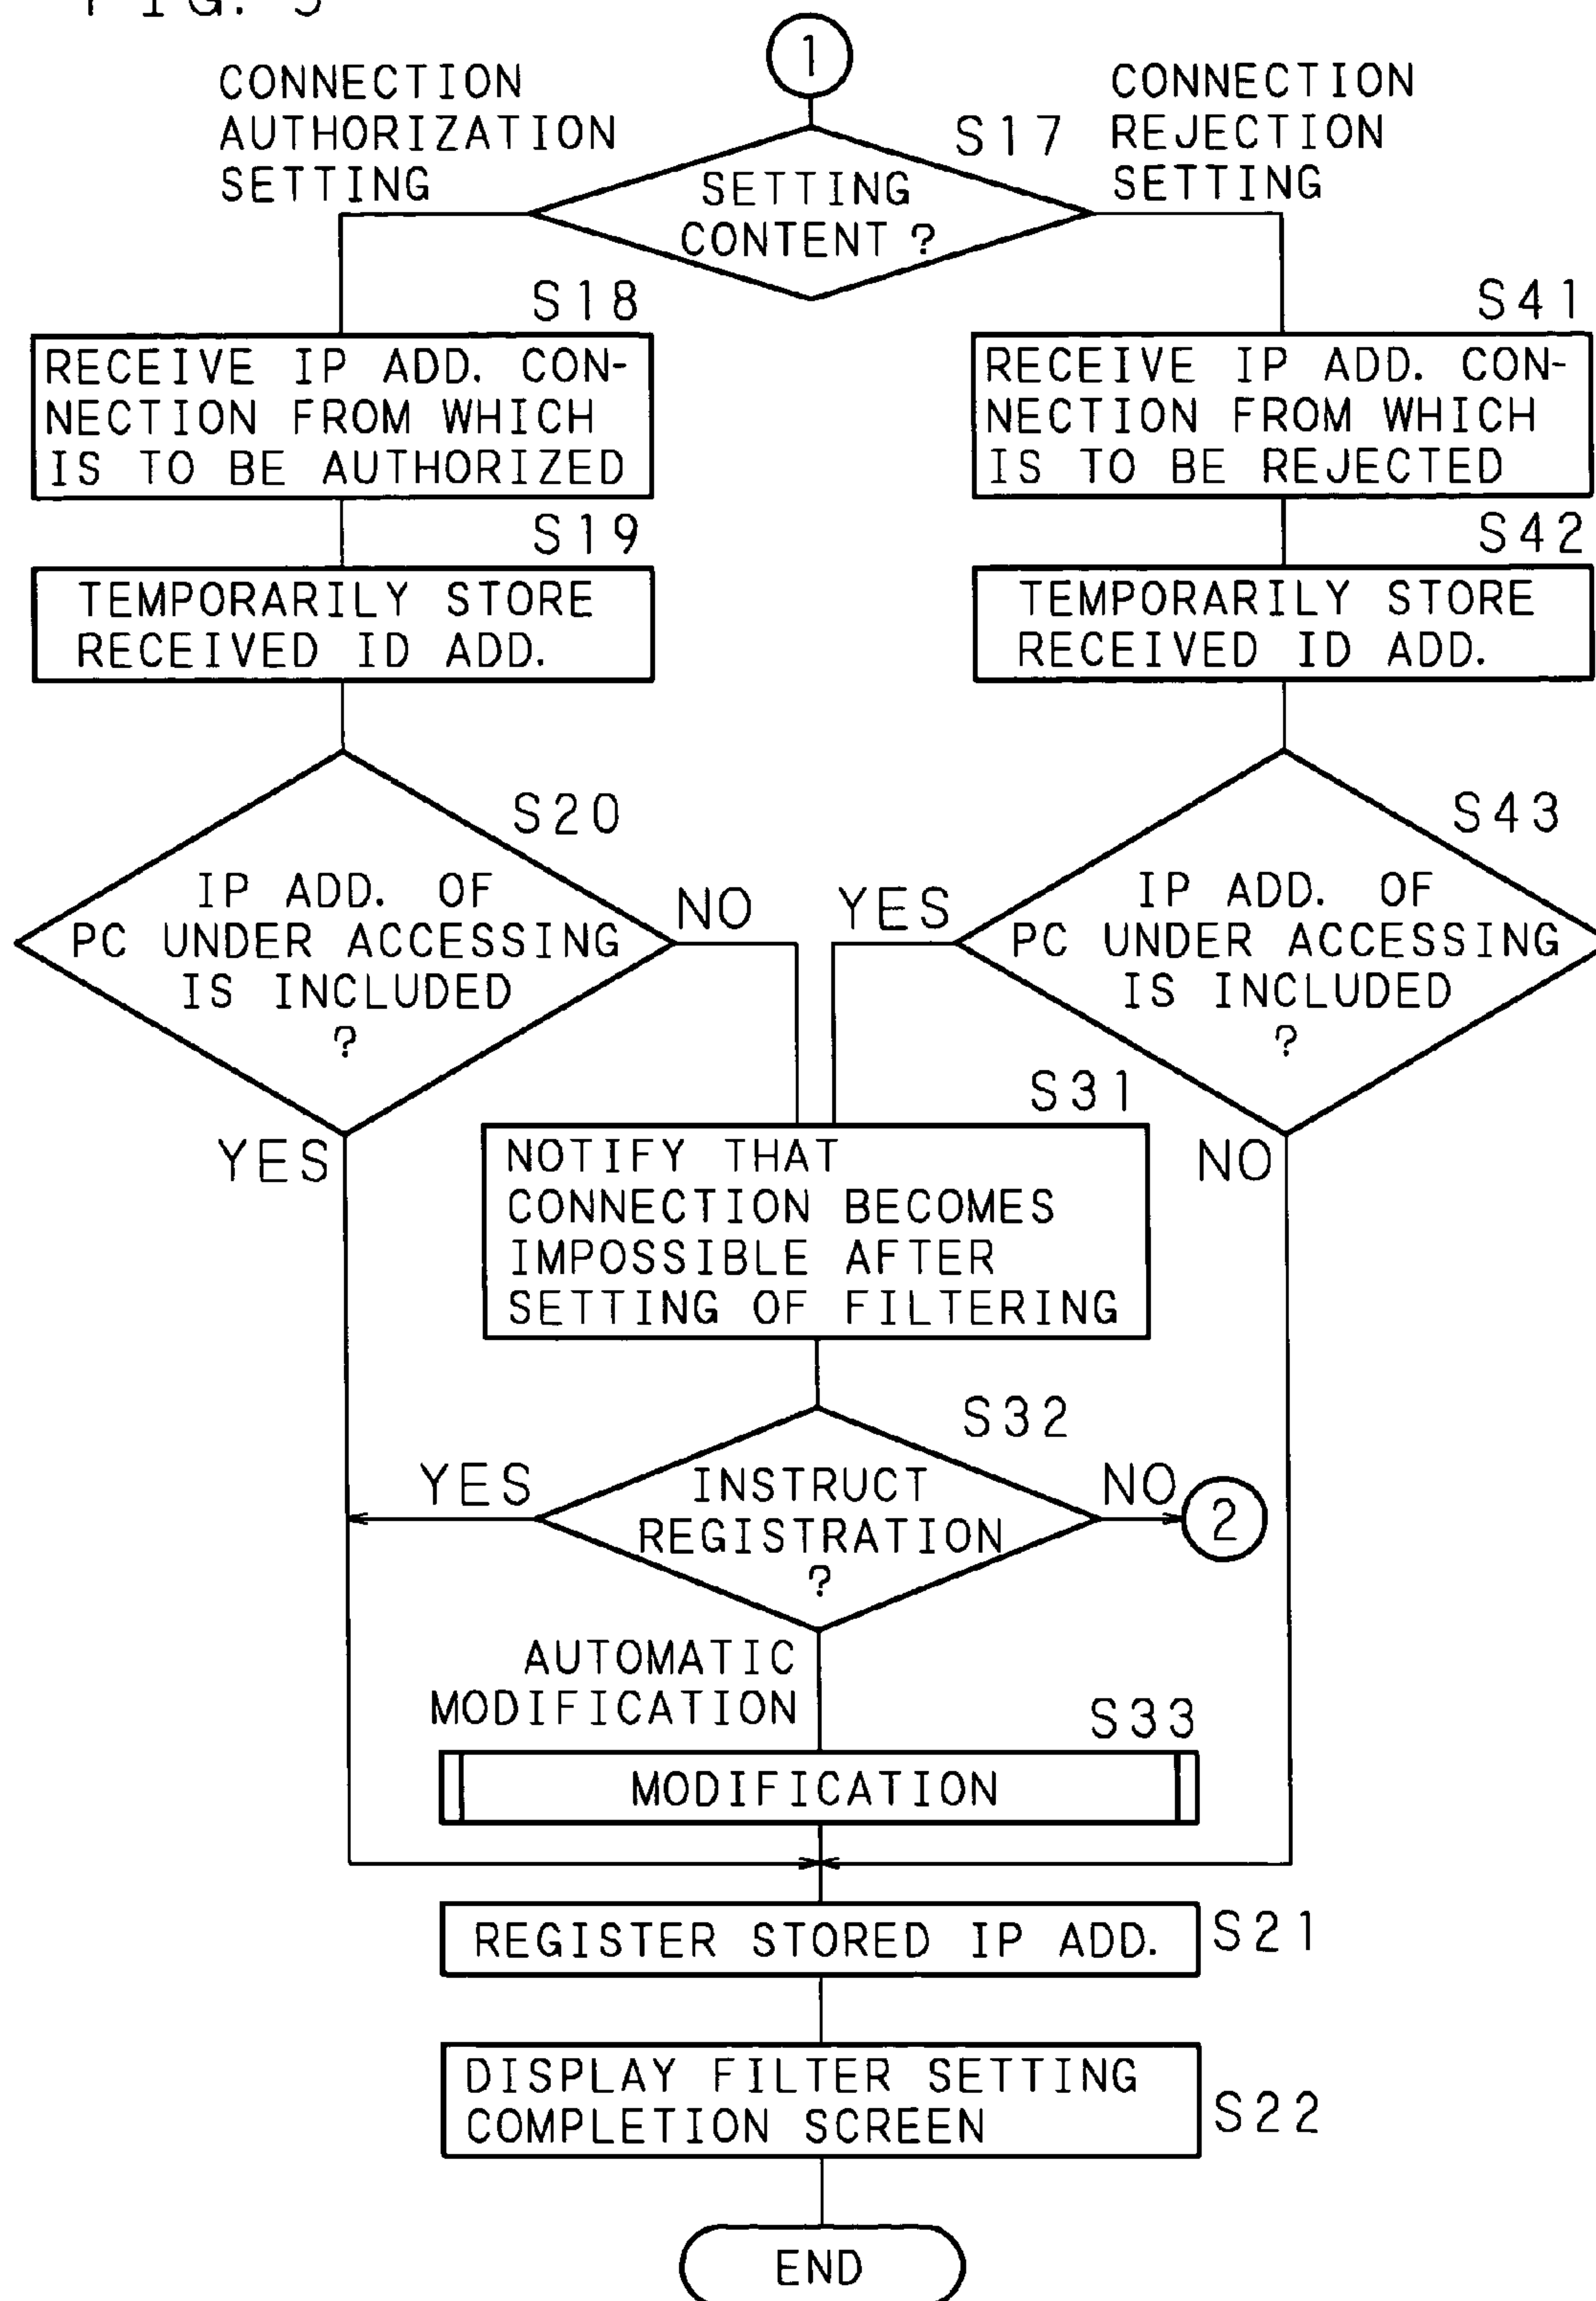 FIG. 5
1
CONNECTION
AUTHORIZATION
SETTING
S17
CONNECTION
REJECTION
SETTING
SETTING
CONTENT ?
S18
RECEIVE IP ADD. CON-
NECTION FROM WHICH
IS TO BE AUTHORIZED
S41
RECEIVE IP ADD. CON-
NECTION FROM WHICH
IS TO BE REJECTED
S19
TEMPORARILY STORE
RECEIVED ID ADD.
S42
TEMPORARILY STORE
RECEIVED ID ADD.
S20
IP ADD. OF
PC UNDER ACCESSING
IS INCLUDED
?
NO
YES
S43
IP ADD. OF
PC UNDER ACCESSING
IS INCLUDED
?
YES
NO
S31
NOTIFY THAT
CONNECTION BECOMES
IMPOSSIBLE AFTER
SETTING OF FILTERING
S32
YES
INSTRUCT
REGISTRATION
?
NO
2
AUTOMATIC
MODIFICATION
S33
MODIFICATION
REGISTER STORED IP ADD.
S21
DISPLAY FILTER SETTING
COMPLETION SCREEN
S22
END